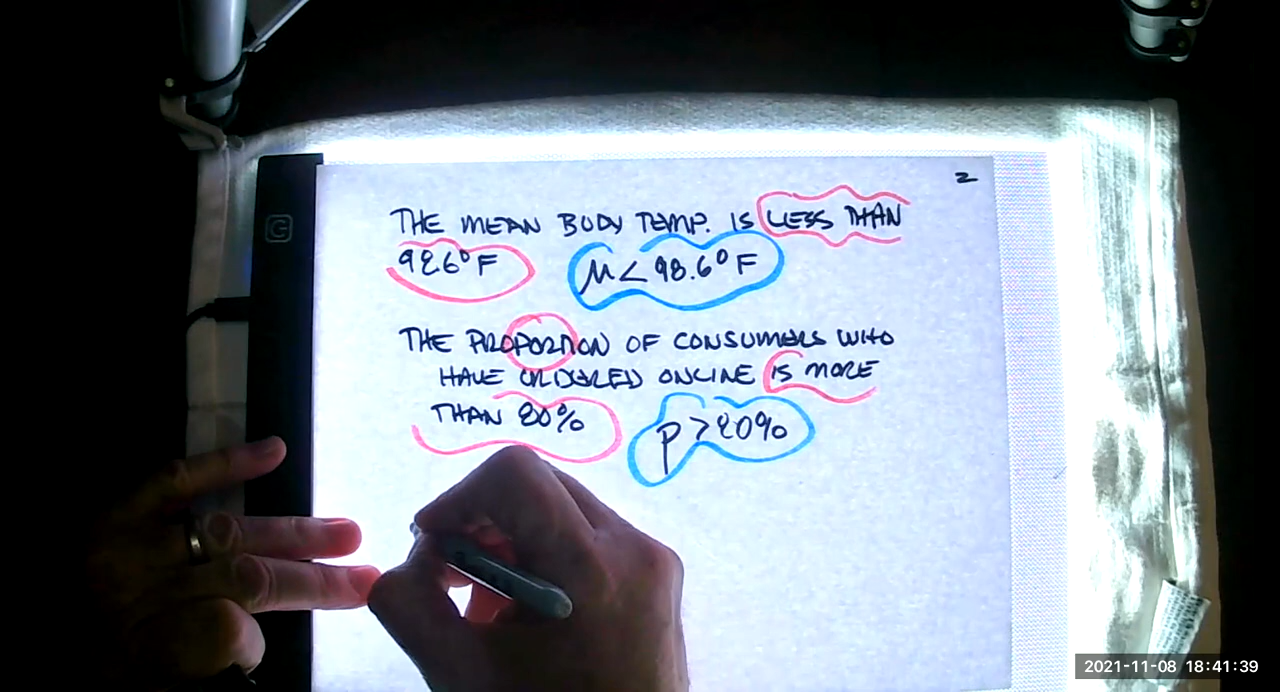 2
THE MEAN BODY TEMP. IS LESS THAN
98.6°F μ < 98.6°F
THE PROPORTION OF CONSUMERS WHO
HAVE ORDERED ONLINE IS MORE
THAN 80% p > 80%
G
2021-11-08 18:41:39